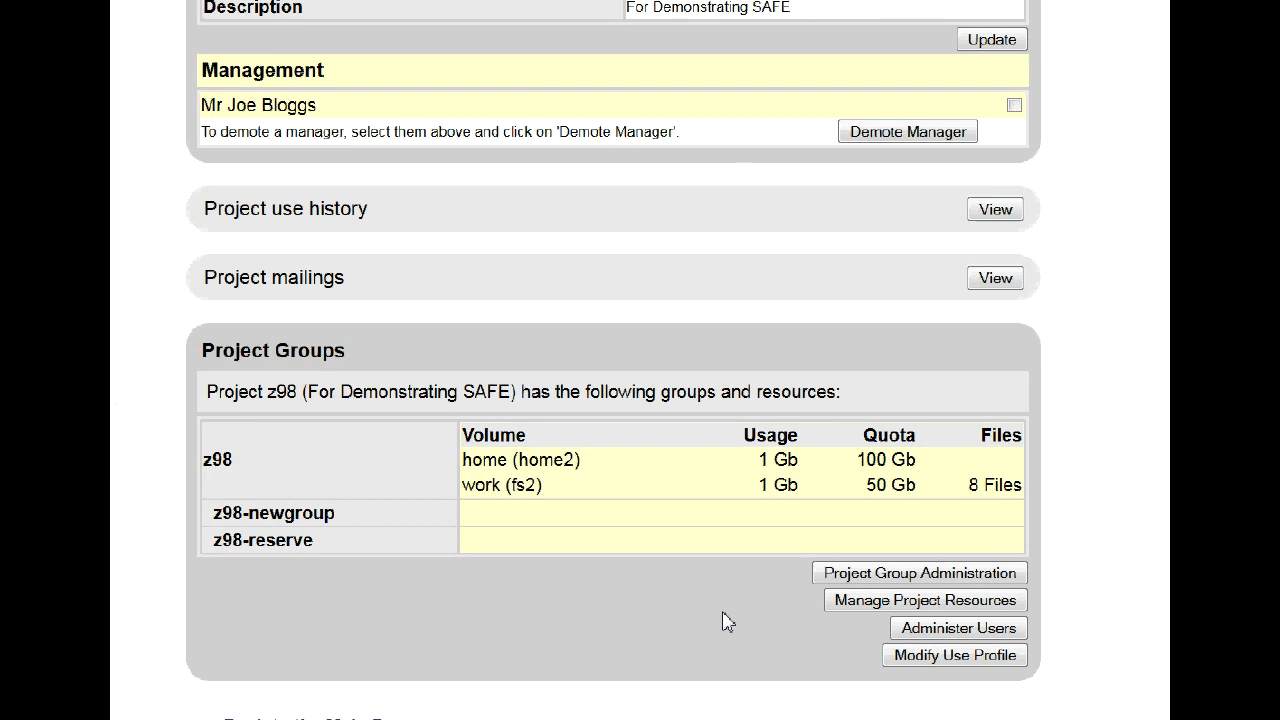 Description For Demonstrating SAFE
Update
Management
Mr Joe Bloggs
To demote a manager, select them above and click on 'Demote Manager'. Demote Manager
Project use history View
Project mailings View
Project Groups
Project z98 (For Demonstrating SAFE) has the following groups and resources:
Volume Usage Quota Files
z98 home (home2) 1 Gb 100 Gb
work (fs2) 1 Gb 50 Gb 8 Files
z98-newgroup
z98-reserve
Project Group Administration
Manage Project Resources
Administer Users
Modify Use Profile